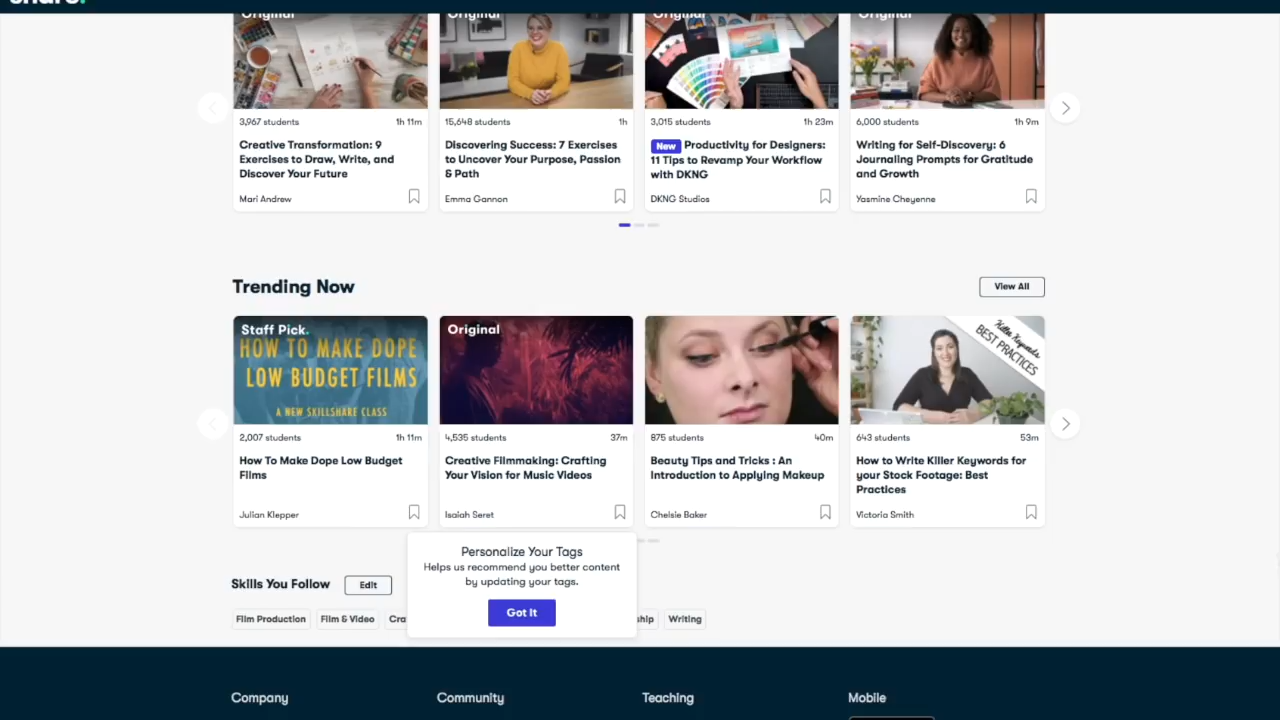 share.
Original
Original
Original
Original
3,967 students 1h 11m
15,648 students 1h
3,015 students 1h 23m
6,000 students 1h 9m
Creative Transformation: 9
Exercises to Draw, Write, and
Discover Your Future
Mari Andrew
Discovering Success: 7 Exercises
to Uncover Your Purpose, Passion
& Path
Emma Gannon
New Productivity for Designers:
11 Tips to Revamp Your Workflow
with DKNG
DKNG Studios
Writing for Self-Discovery: 6
Journaling Prompts for Gratitude
and Growth
Yasmine Cheyenne
Trending Now
View All
Staff Pick.
HOW TO MAKE DOPE
LOW BUDGET FILMS
A NEW SKILLSHARE CLASS
Original
Killer Keywords
BEST PRACTICES
2,007 students 1h 11m
How To Make Dope Low Budget
Films
Julian Klepper
4,535 students 37m
Creative Filmmaking: Crafting
Your Vision for Music Videos
Isaiah Seret
875 students 40m
Beauty Tips and Tricks : An
Introduction to Applying Makeup
Chelsie Baker
643 students 53m
How to Write Killer Keywords for
your Stock Footage: Best
Practices
Victoria Smith
Personalize Your Tags
Helps us recommend you better content
by updating your tags.
Got It
Skills You Follow Edit
Film Production Film & Video Cra ship Writing
Company Community Teaching Mobile